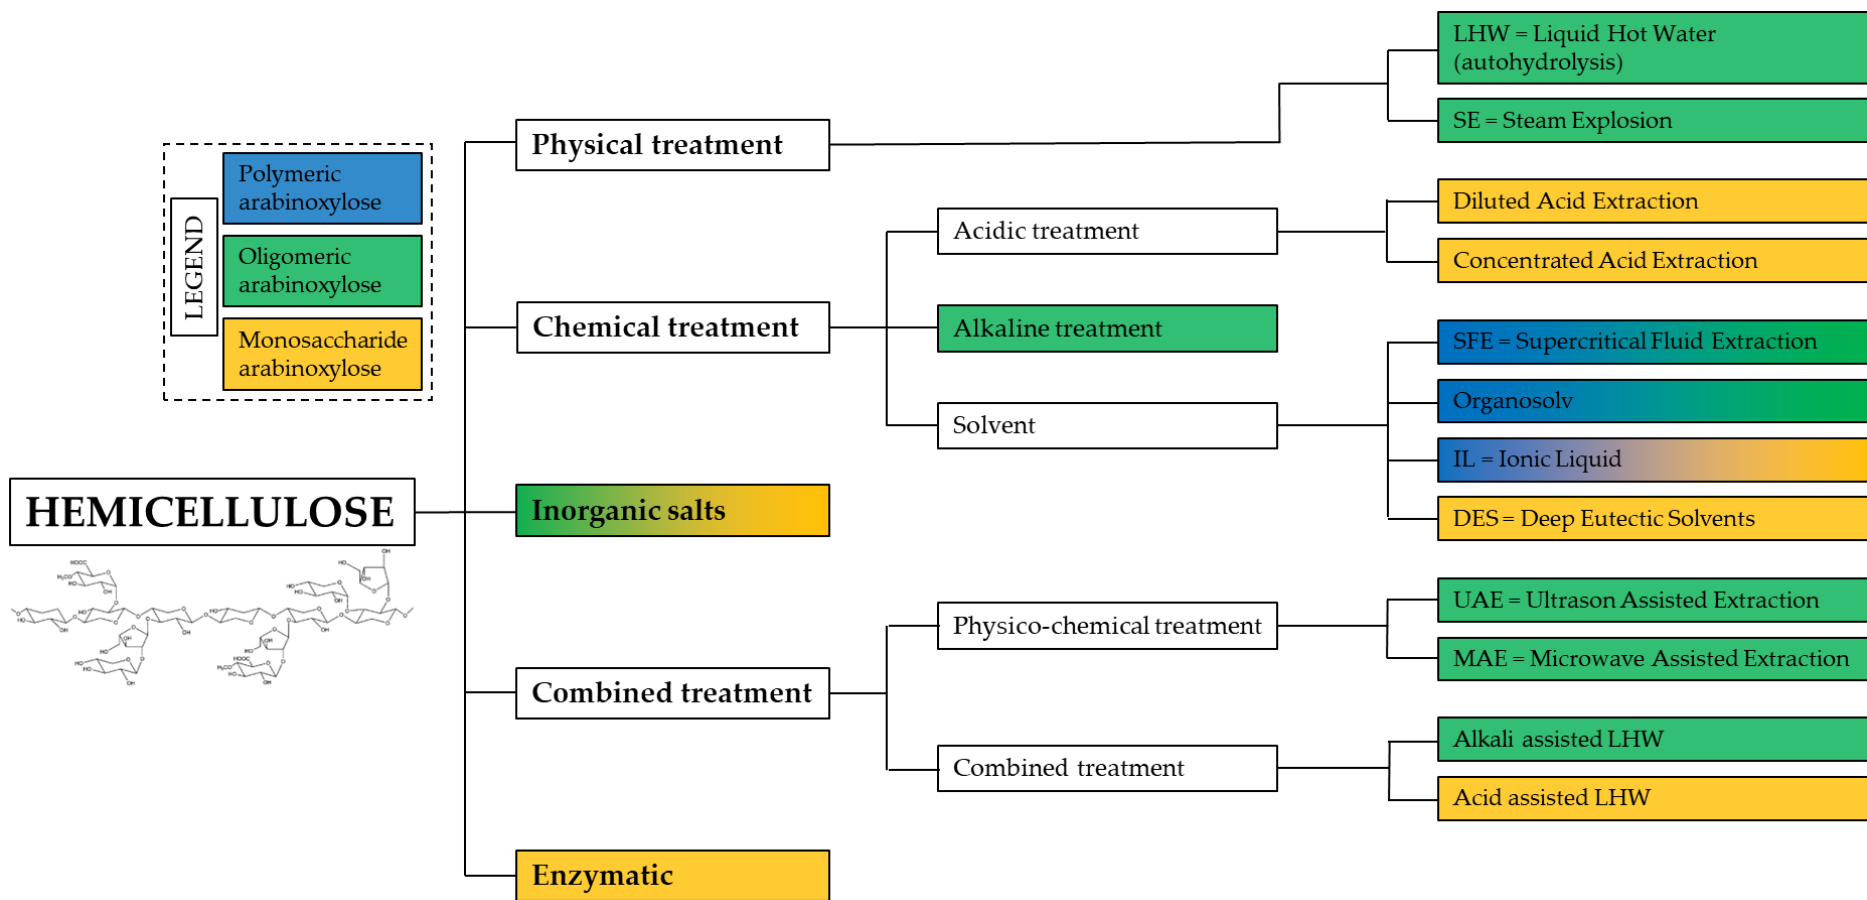 LHW = Liquid Hot Water
(autohydrolysis)
SE = Steam Explosion
Physical treatment
LEGEND
Polymeric
arabinoxylose
Oligomeric
arabinoxylose
Monosaccharide
arabinoxylose
Diluted Acid Extraction
Acidic treatment
Concentrated Acid Extraction
Chemical treatment
Alkaline treatment
SFE = Supercritical Fluid Extraction
Organosolv
Solvent
IL = Ionic Liquid
DES = Deep Eutectic Solvents
HEMICELLULOSE
Inorganic salts
UAE = Ultrason Assisted Extraction
Physico-chemical treatment
MAE = Microwave Assisted Extraction
Combined treatment
Alkali assisted LHW
Combined treatment
Acid assisted LHW
Enzymatic